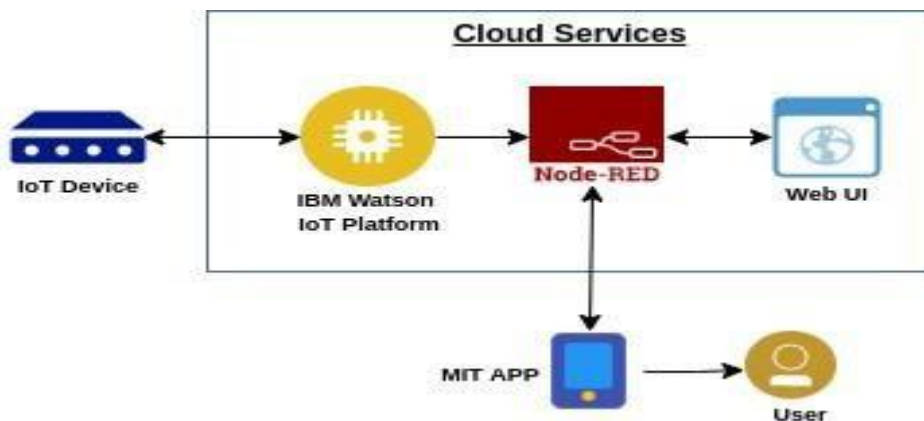 Cloud Services
IoT Device
IBM Watson
IoT Platform
Node-RED
Web UI
MIT APP
User